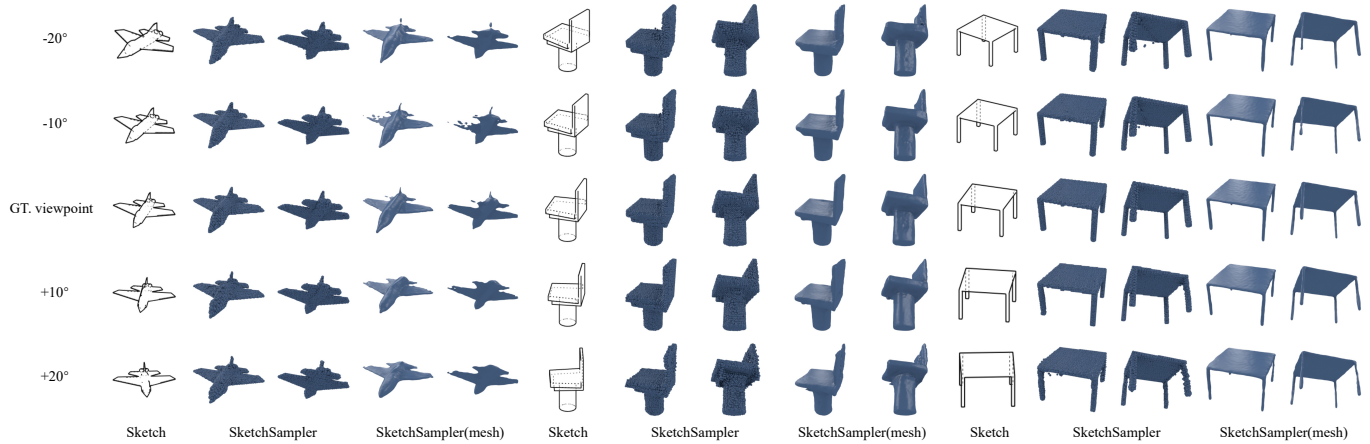 -20°
-10°
GT. viewpoint
+10°
+20°
Sketch SketchSampler SketchSampler(mesh) Sketch SketchSampler SketchSampler(mesh) Sketch SketchSampler SketchSampler(mesh)